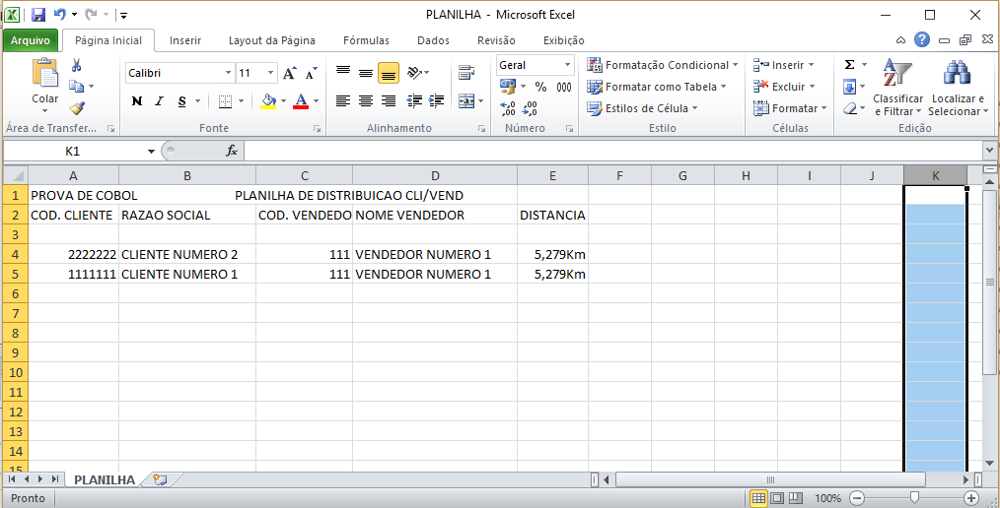 PLANILHA - Microsoft Excel
Arquivo Página Inicial Inserir Layout da Página Fórmulas Dados Revisão Exibição
Colar
Calibri 11
N I S A A A
Geral
% 000
Formatação Condicional
Formatar como Tabela
Estilos de Célula
Inserir
Excluir
Formatar
Σ
Classificar e Filtrar
Localizar e Selecionar
Área de Transfer... Fonte Alinhamento Número Estilo Células Edição
K1 fx
A B C D E F G H I J K
1 PROVA DE COBOL PLANILHA DE DISTRIBUICAO CLI/VEND
2 COD. CLIENTE RAZAO SOCIAL COD. VENDEDO NOME VENDEDOR DISTANCIA
3
4 2222222 CLIENTE NUMERO 2 111 VENDEDOR NUMERO 1 5,279Km
5 1111111 CLIENTE NUMERO 1 111 VENDEDOR NUMERO 1 5,279Km
6
7
8
9
10
11
12
13
14
15
PLANILHA
Pronto 100%